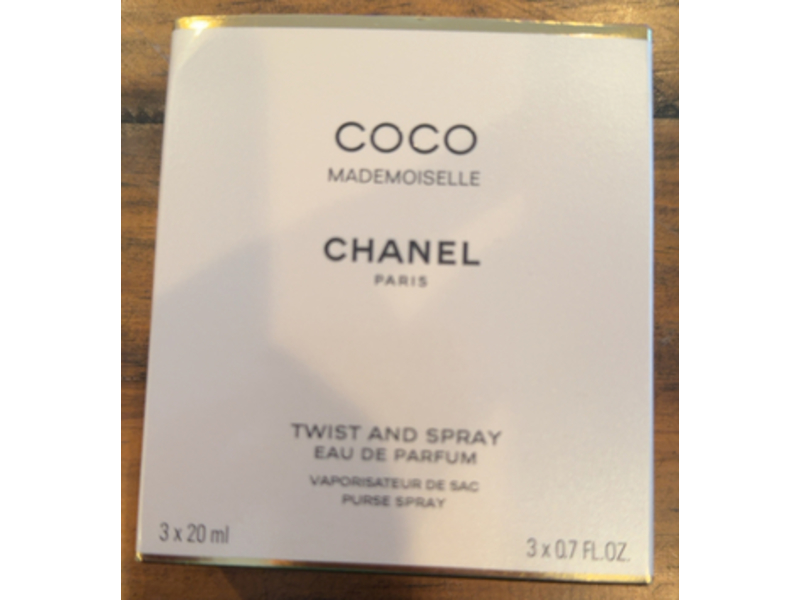 COCO
MADEMOISELLE
CHANEL
PARIS
TWIST AND SPRAY
EAU DE PARFUM
VAPORISATEUR DE SAC
PURSE SPRAY
3 x 20 ml
3 x 0.7 FL.OZ.